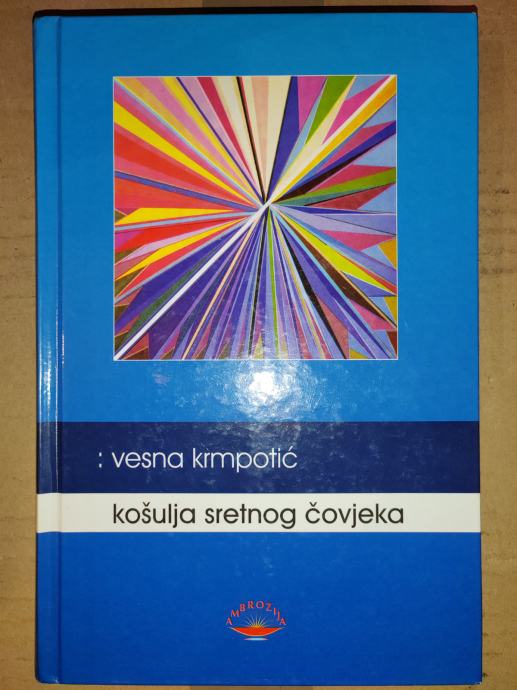 : vesna krmpotić
košulja sretnog čovjeka
AMBROZIJA